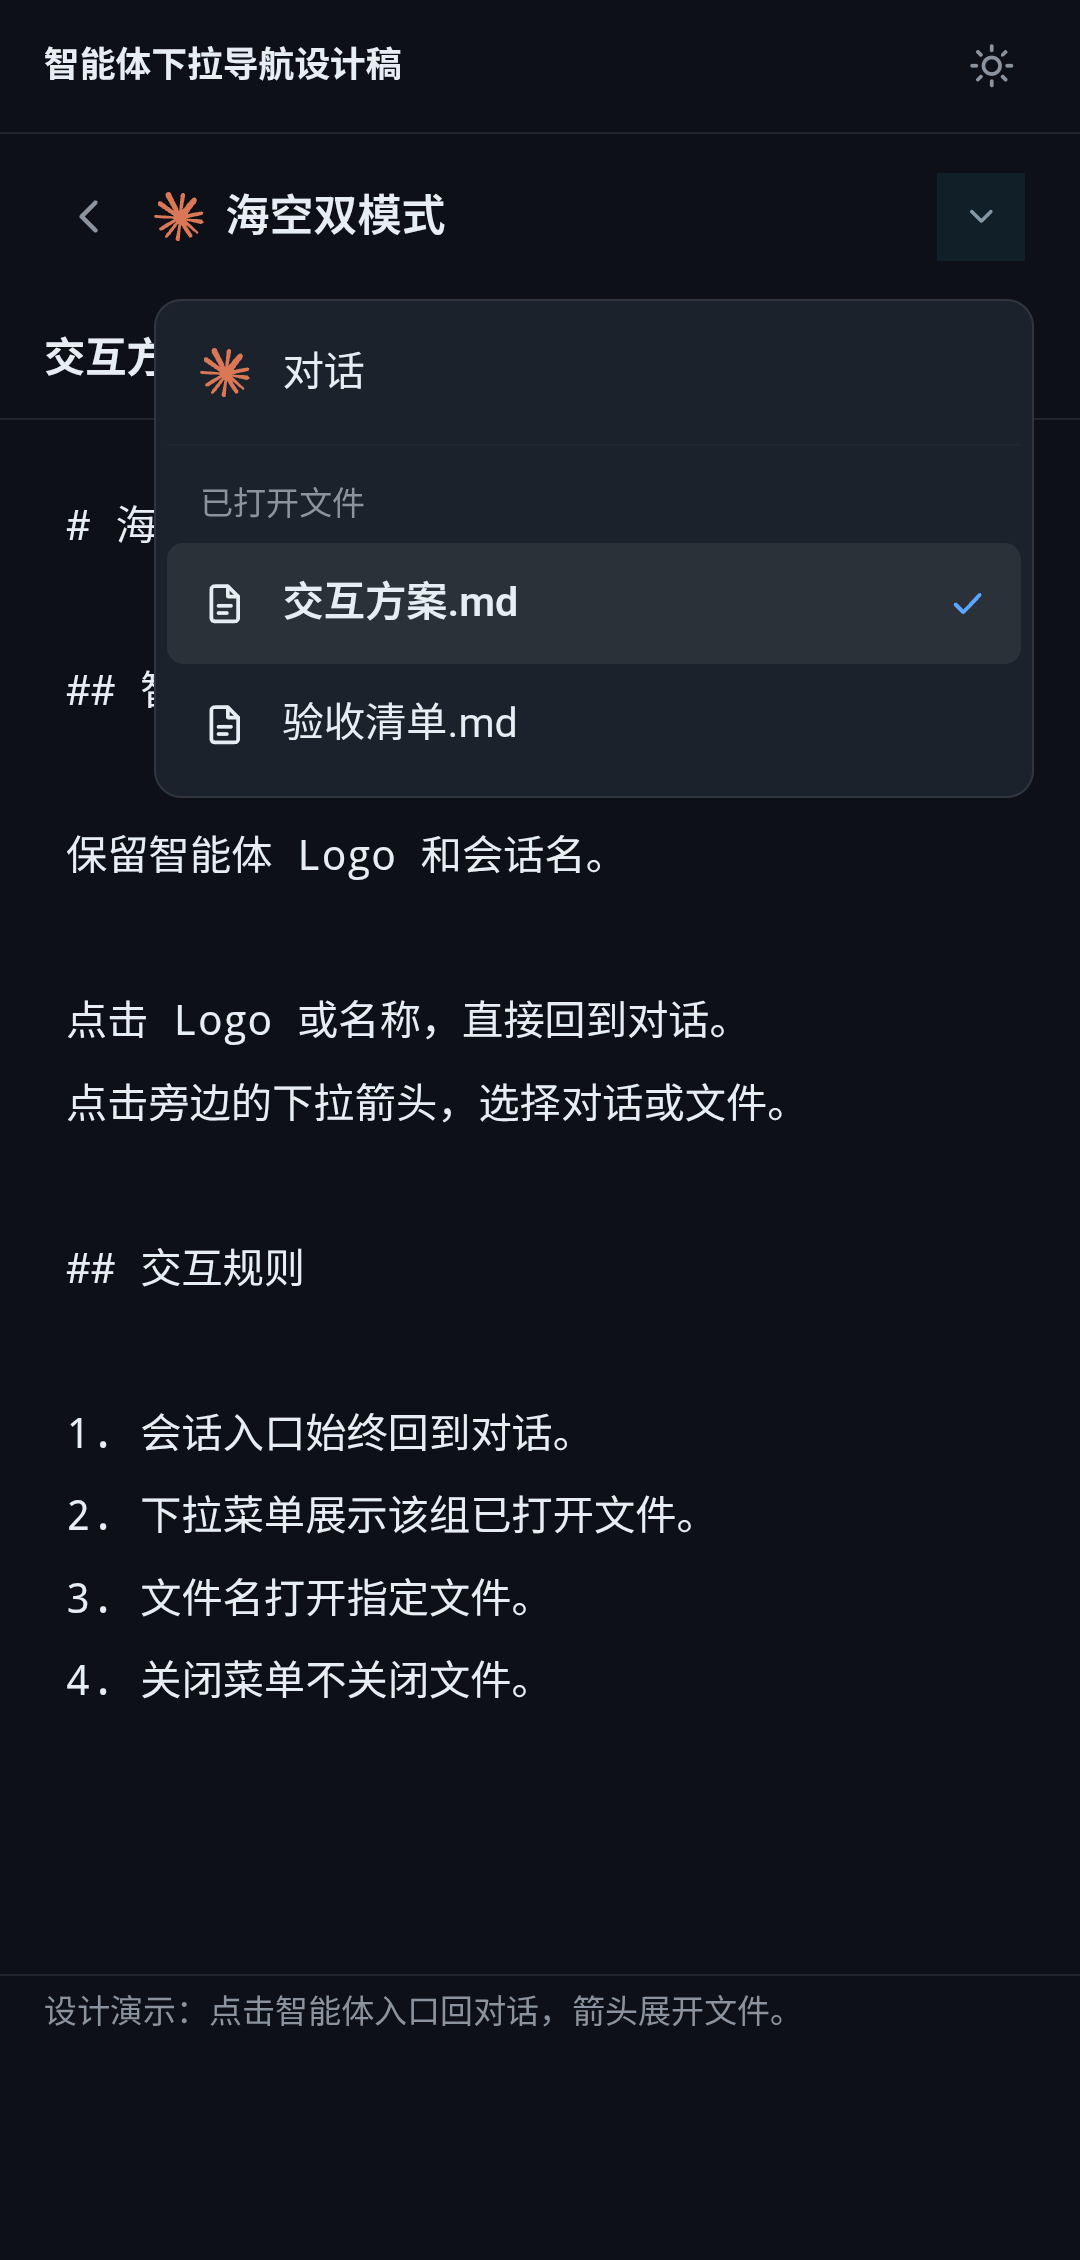 智能体下拉导航设计稿
海空双模式
交互
对话
已打开文件
# 海
交互方案.md
## 
验收清单.md
保留智能体 Logo 和会话名。
点击 Logo 或名称，直接回到对话。
点击旁边的下拉箭头，选择对话或文件。
## 交互规则
1. 会话入口始终回到对话。
2. 下拉菜单展示该组已打开文件。
3. 文件名打开指定文件。
4. 关闭菜单不关闭文件。
设计演示：点击智能体入口回对话，箭头展开文件。